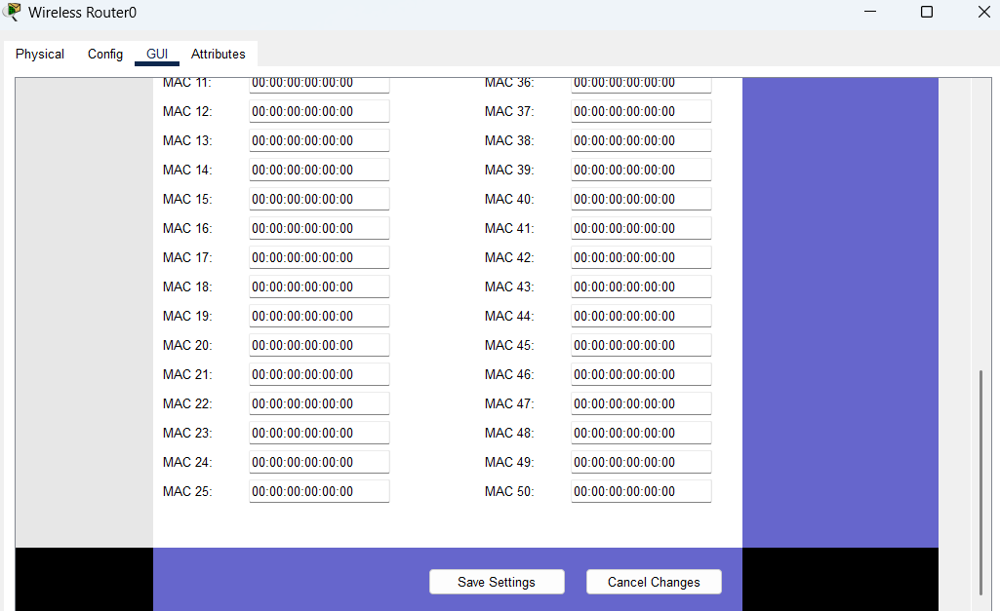 Wireless Router0
Physical Config GUI Attributes
MAC 11: 00:00:00:00:00:00 MAC 36: 00:00:00:00:00:00
MAC 12: 00:00:00:00:00:00 MAC 37: 00:00:00:00:00:00
MAC 13: 00:00:00:00:00:00 MAC 38: 00:00:00:00:00:00
MAC 14: 00:00:00:00:00:00 MAC 39: 00:00:00:00:00:00
MAC 15: 00:00:00:00:00:00 MAC 40: 00:00:00:00:00:00
MAC 16: 00:00:00:00:00:00 MAC 41: 00:00:00:00:00:00
MAC 17: 00:00:00:00:00:00 MAC 42: 00:00:00:00:00:00
MAC 18: 00:00:00:00:00:00 MAC 43: 00:00:00:00:00:00
MAC 19: 00:00:00:00:00:00 MAC 44: 00:00:00:00:00:00
MAC 20: 00:00:00:00:00:00 MAC 45: 00:00:00:00:00:00
MAC 21: 00:00:00:00:00:00 MAC 46: 00:00:00:00:00:00
MAC 22: 00:00:00:00:00:00 MAC 47: 00:00:00:00:00:00
MAC 23: 00:00:00:00:00:00 MAC 48: 00:00:00:00:00:00
MAC 24: 00:00:00:00:00:00 MAC 49: 00:00:00:00:00:00
MAC 25: 00:00:00:00:00:00 MAC 50: 00:00:00:00:00:00
Save Settings Cancel Changes